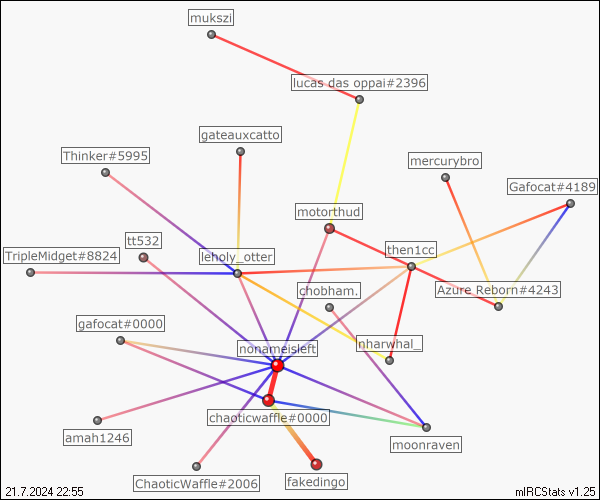 mukszi
lucas das oppai#2396
gateauxcatto
Thinker#5995
mercurybro
Gafocat#4189
motorthud
tt532
then1cc
TripleMidget#8824
leholy_otter
chobham.
Azure Reborn#4243
gafocat#0000
nonameisleft
nharwhal_
chaoticwaffle#0000
amah1246
moonraven
ChaoticWaffle#2006
fakedingo
21.7.2024 22:55
mIRCStats v1.25